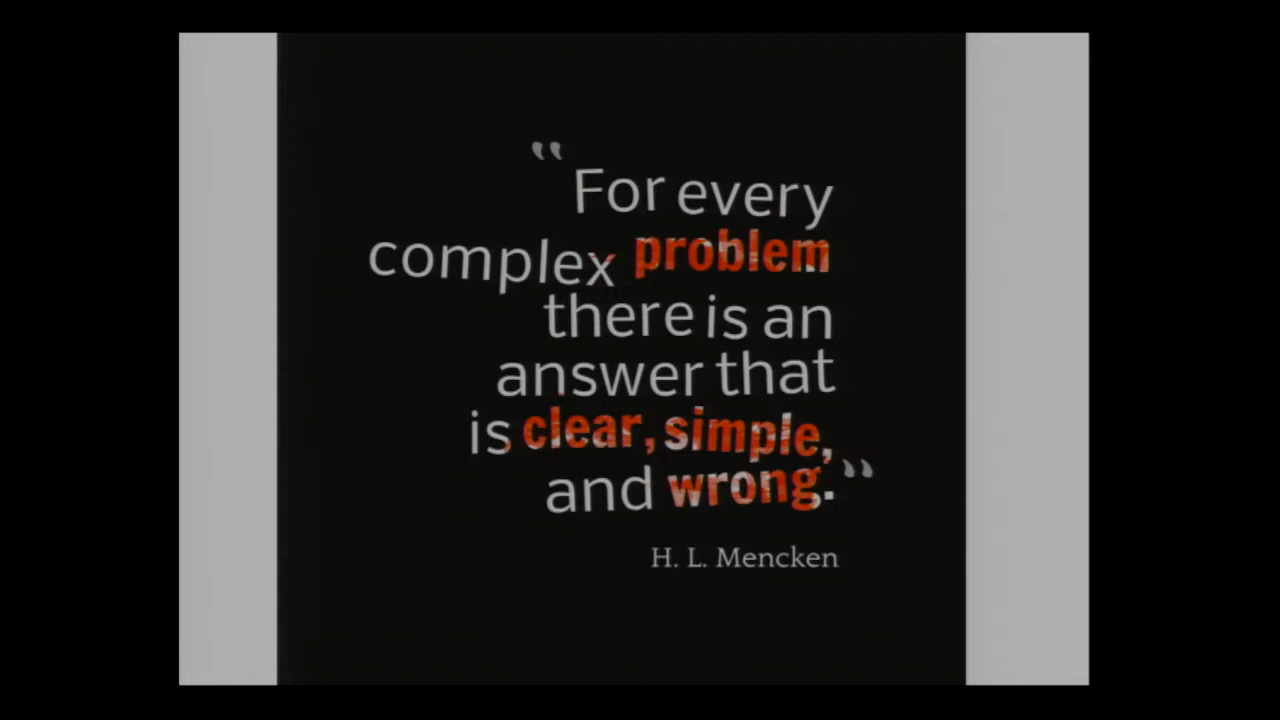 “For every
complex problem
there is an
answer that
is clear, simple,
and wrong.”
H. L. Mencken